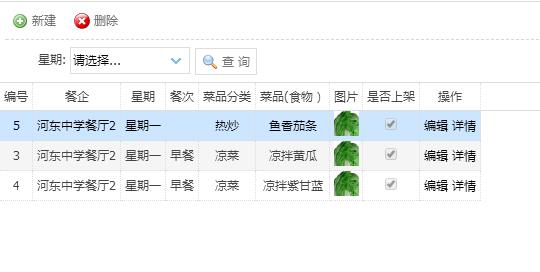 新建 删除
星期: 请选择... 查 询
编号 餐企 星期 餐次 菜品分类 菜品(食物 ) 图片 是否上架 操作
5 河东中学餐厅2 星期一 热炒 鱼香茄条 编辑 详情
3 河东中学餐厅2 星期一 早餐 凉菜 凉拌黄瓜 编辑 详情
4 河东中学餐厅2 星期一 早餐 凉菜 凉拌紫甘蓝 编辑 详情